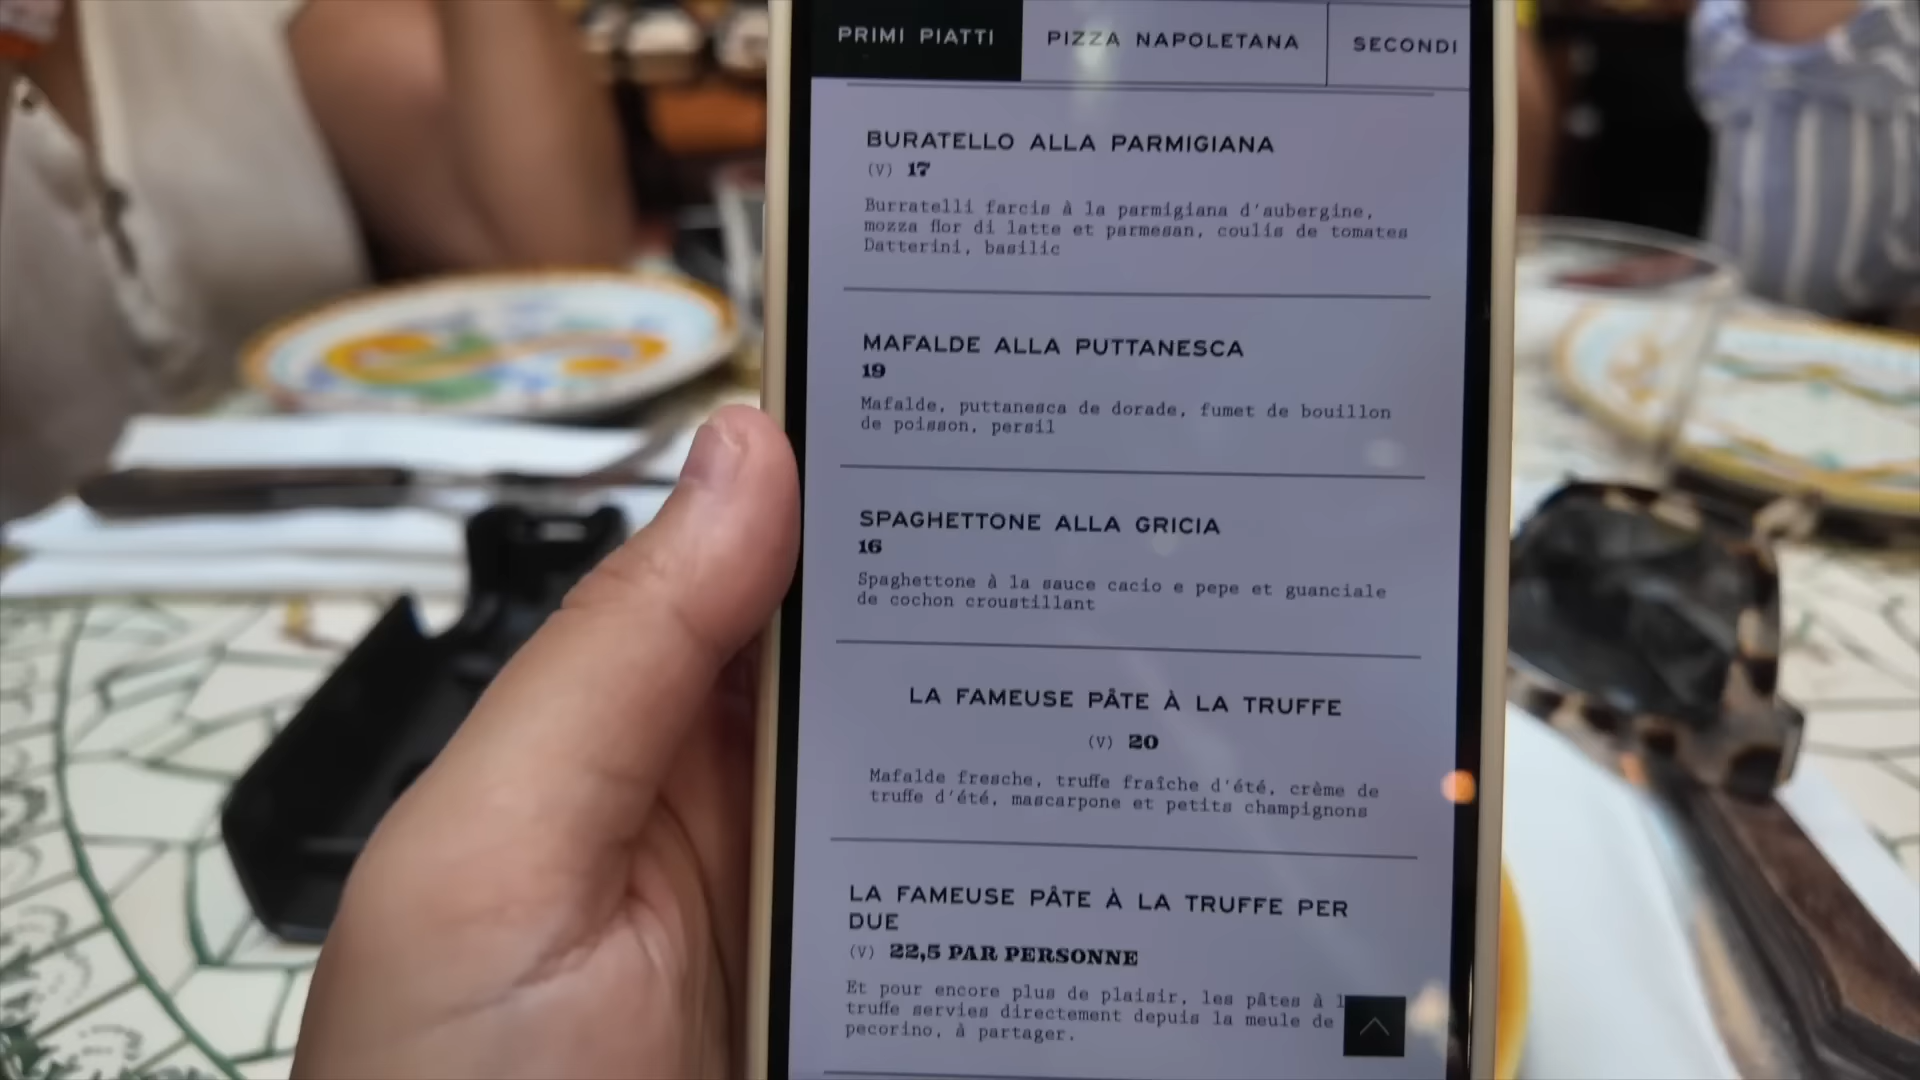 PRIMI PIATTI
PIZZA NAPOLETANA
SECONDI
BURATELLO ALLA PARMIGIANA
(V) 17
Burratelli farcis à la parmigiana d'aubergine,
mozza fior di latte et parmesan, coulis de tomates
Datterini, basilic
MAFALDE ALLA PUTTANESCA
19
Mafalde, puttanesca de dorade, fumet de bouillon
de poisson, persil
SPAGHETTONE ALLA GRICIA
16
Spaghettone à la sauce cacio e pepe et guanciale
de cochon croustillant
LA FAMEUSE PÂTE À LA TRUFFE
(V) 20
Mafalde fresche, truffe fraîche d'été, crème de
truffe d'été, mascarpone et petits champignons
LA FAMEUSE PÂTE À LA TRUFFE PER
DUE
(V) 22,5 PAR PERSONNE
Et pour encore plus de plaisir, les pâtes à l
truffe servies directement depuis la meule de
pecorino, à partager.